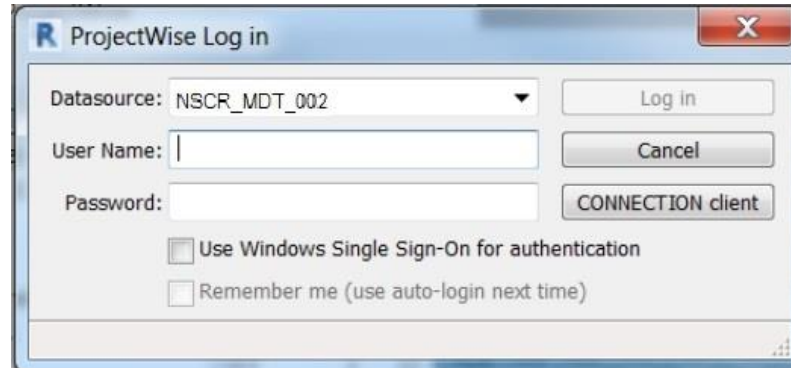 R ProjectWise Log in
Datasource: NSCR_MDT_002 Log in
User Name: Cancel
Password: CONNECTION client
Use Windows Single Sign-On for authentication
Remember me (use auto-login next time)